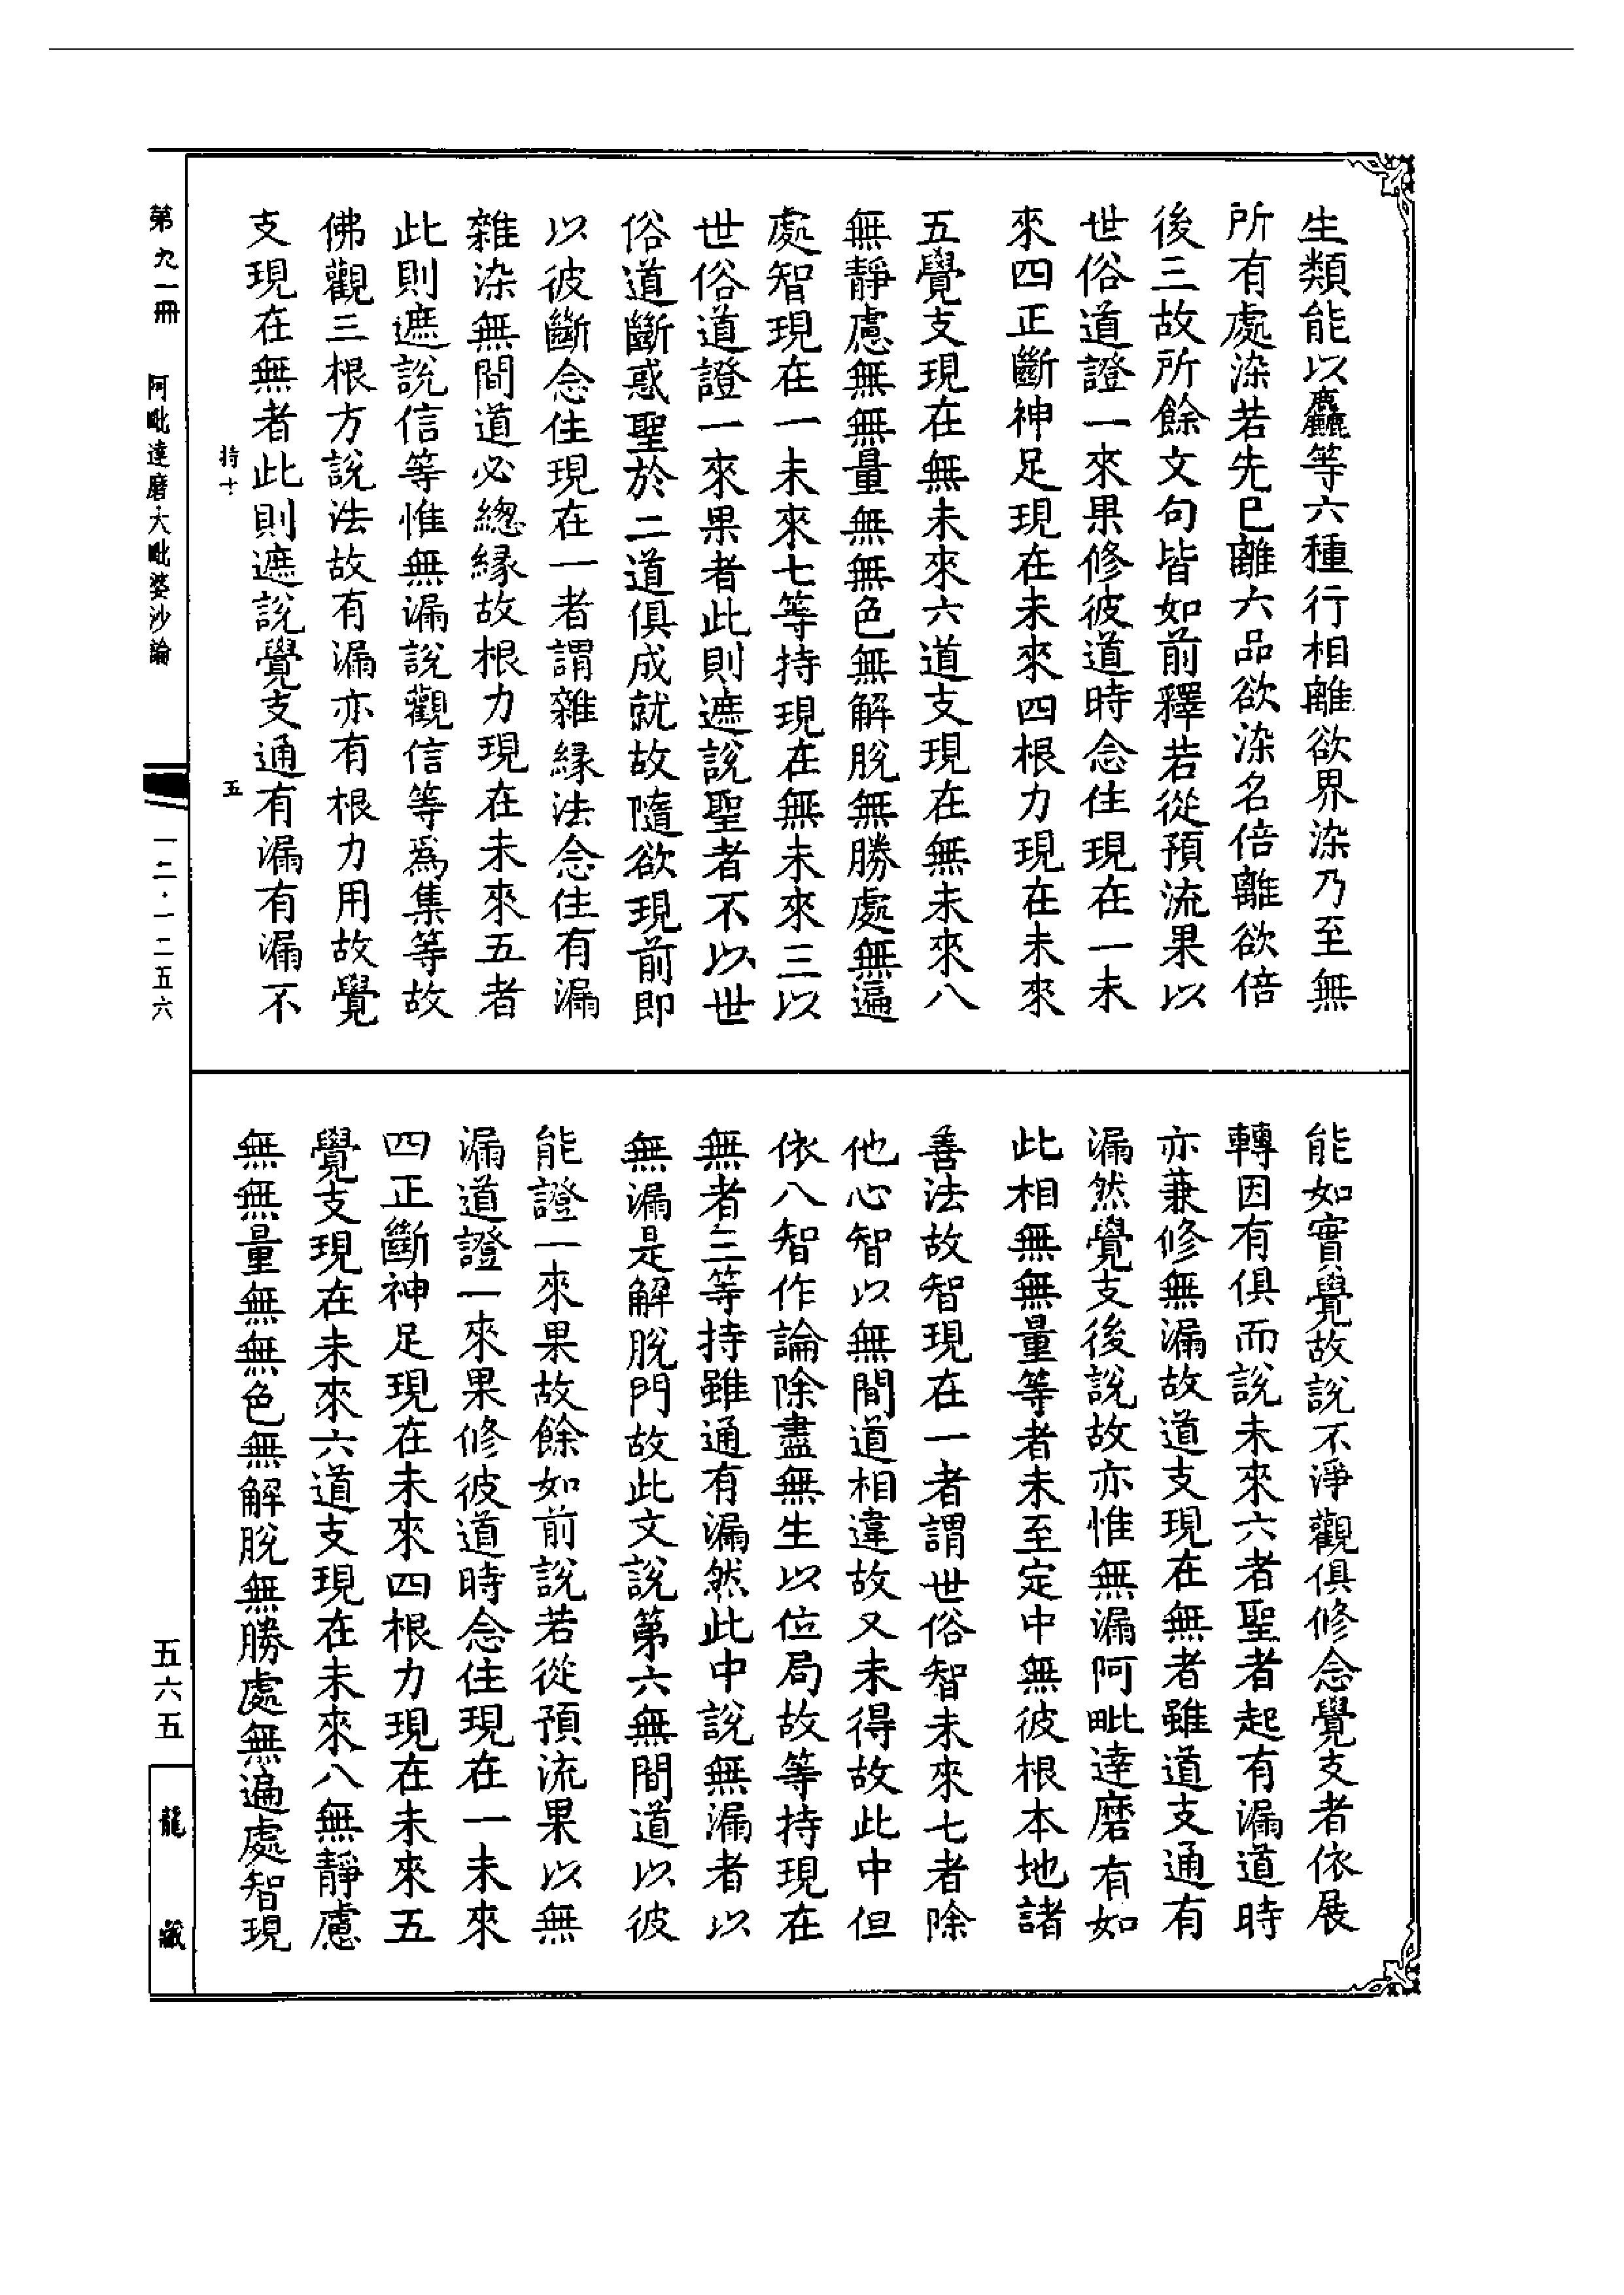 生類能以麤等六種行相離欲界染乃至無
所有處染若先已離六品欲染名倍離欲倍
後三故所餘文句皆如前釋若從預流果以
世俗道證一來果修彼道時念住現在一未
來四正斷神足現在未來四根力現在未來
五覺支現在無未來六道支現在無未來八
無靜慮無無量無無色無解脫無勝處無遍
處智現在一未來七等持現在無未來三以
世俗道證一來果者此則遮說聖者不以世
俗道斷惑聖於二道俱成就故隨欲現前即
以彼斷念住現在一者謂雜緣法念住有漏
雜染無間道必緫緣故根力現在未來五者
此則遮說信等惟無漏說觀信等爲集等故
佛觀三根方說法故有漏亦有根力用故覺
支現在無者此則遮說覺支通有漏有漏不
能如實覺故說不淨觀俱修念覺支者依展
轉因有俱而說未來六者聖者起有漏道時
亦兼修無漏故道支現在無者雖道支通有
漏然覺支後說故亦惟無漏阿毗達磨有如
此相無無量等者未至定中無彼根本地諸
善法故智現在一者謂世俗智未來七者除
他心智以無間道相違故又未得故此中但
依八智作論除盡無生以位局故等持現在
無者三等持雖通有漏然此中說無漏者以
無漏是解脫門故此文說第六無間道以彼
能證一來果故餘如前說若從預流果以無
漏道證一來果修彼道時念住現在一未來
四正斷神足現在未來四根力現在未來五
覺支現在未來六道支現在未來八無靜慮
無無量無無色無解脫無勝處無遍處智現
持十
五
第九一冊
阿毗達磨大毗婆沙論
一二·一二五六
五六五
龍藏